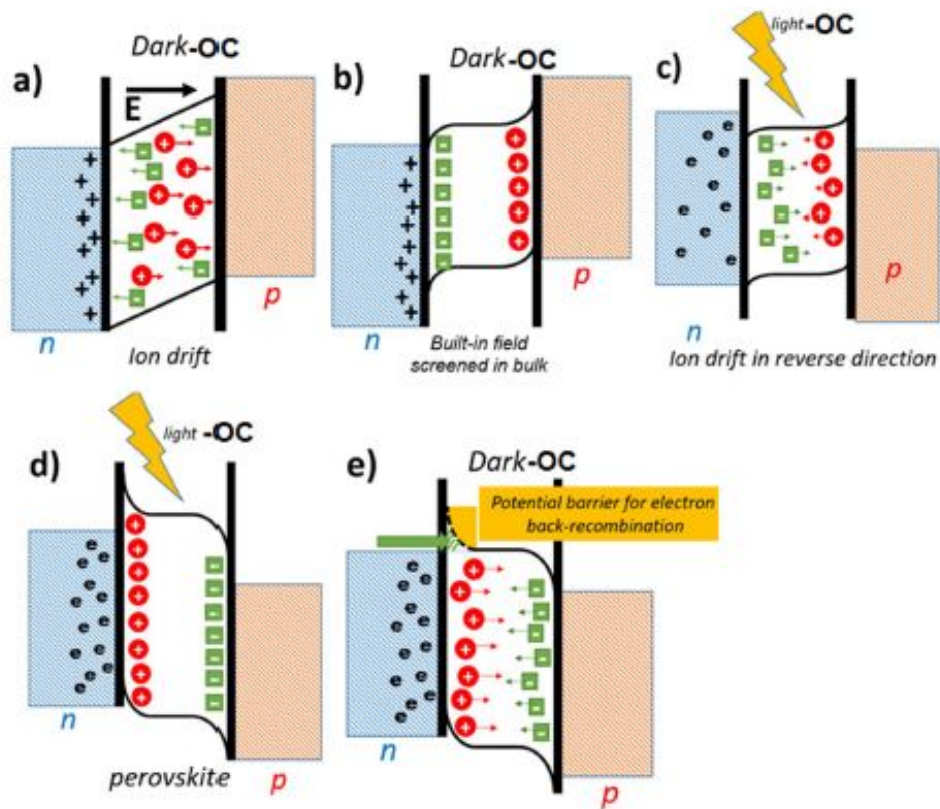 a)
Dark-OC
E
n
p
Ion drift
b)
Dark-OC
n
p
Built-in field
screened in bulk
c)
light-OC
e e e e e e e e
n
p
Ion drift in reverse direction
d)
light-OC
e e e e e e e e e e e
n
perovskite
p
e)
Dark-OC
Potential barrier for electron
back-recombination
e e e e e e e e e e e
n
p